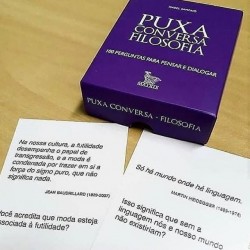 PUXA
CONVERSA
FILOSOFIA
100 PERGUNTAS PARA PENSAR E DIALOGAR
MATRIX
PUXA CONVERSA - FILOSOFIA
Na nossa cultura, a futilidade
desempenha o papel de
transgressão, e a moda é
condenada por trazer em si a
força do signo puro, que não
significa nada.
JEAN BAUDRILLARD (1929-2007)
Você acredita que moda esteja
associada à futilidade?
Só há mundo onde há linguagem.
MARTIN HEIDEGGER (1889-1976)
Isso significa que sem a
linguagem nós e nosso mundo
não existiríam?